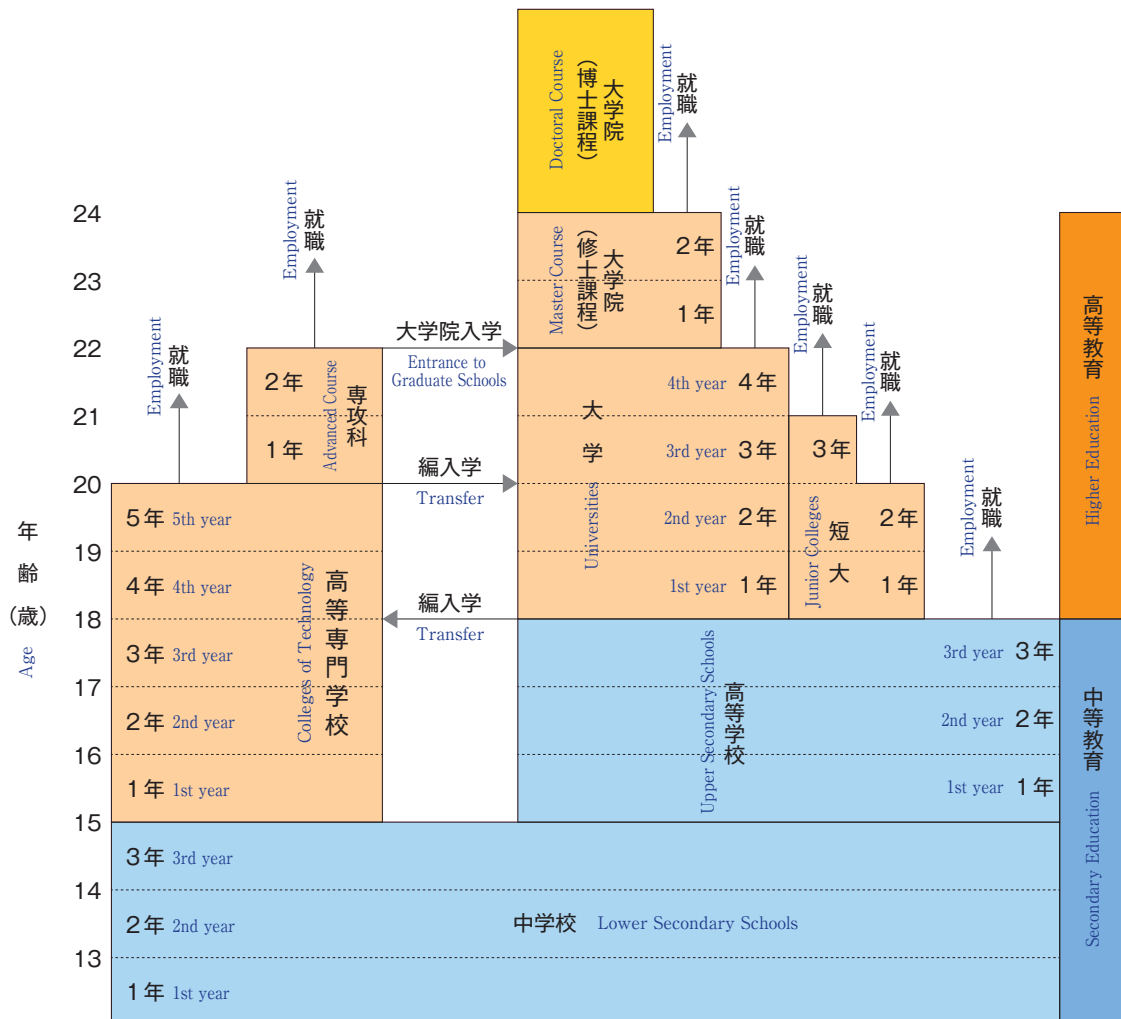 大学院
(博士課程)
Doctoral Course
就職
Employment
24
23
22
21
20
19
18
17
16
15
14
13
年齢(歳)
Age
大学院
(修士課程)
Master Course
2年
1年
就職
Employment
就職
Employment
大学院入学
Entrance to
Graduate Schools
就職
Employment
専攻科
Advanced Course
2年
1年
就職
Employment
編入学
Transfer
編入学
Transfer
大学
Universities
4th year 4年
3rd year 3年
2nd year 2年
1st year 1年
就職
Employment
3年
短大
Junior Colleges
就職
Employment
2年
1年
就職
Employment
高等専門学校
Colleges of Technology
5年 5th year
4年 4th year
3年 3rd year
2年 2nd year
1年 1st year
高等学校
Upper Secondary Schools
3rd year 3年
2nd year 2年
1st year 1年
中学校 Lower Secondary Schools
3年 3rd year
2年 2nd year
1年 1st year
高等教育 Higher Education
中等教育 Secondary Education